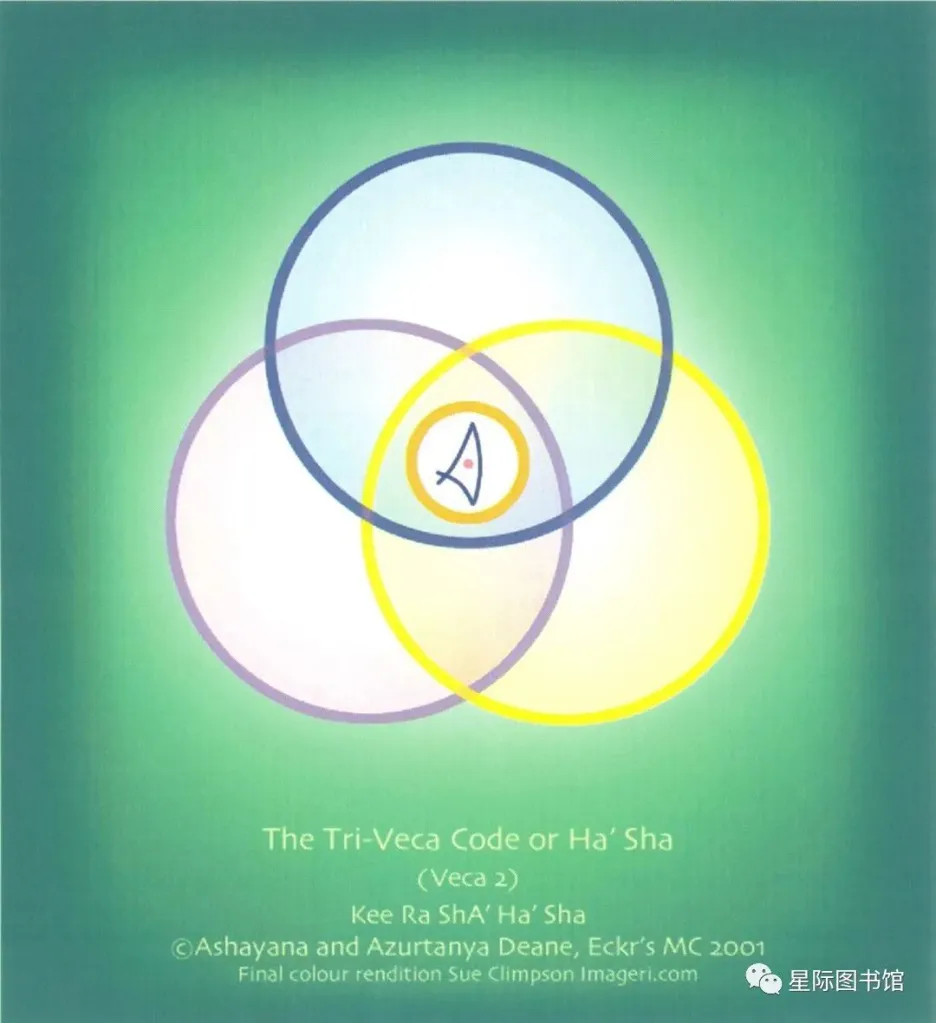 The Tri-Veca Code or Ha' Sha
(Veca 2)
Kee Ra ShA' Ha' Sha
©Ashayana and Azurtanya Deane, Eckr's MC 2001
Final colour rendition Sue Climpson Imageri.com
星际图书馆